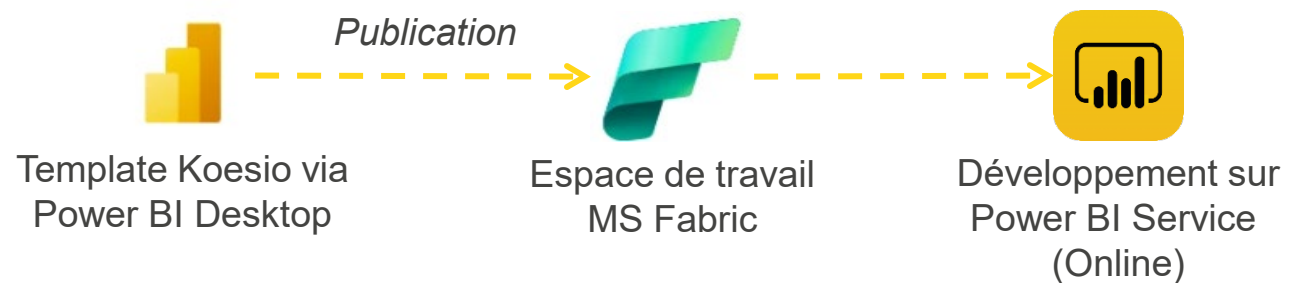 Publication
Template Koesio via
Power BI Desktop
Espace de travail
MS Fabric
Développement sur
Power BI Service
(Online)